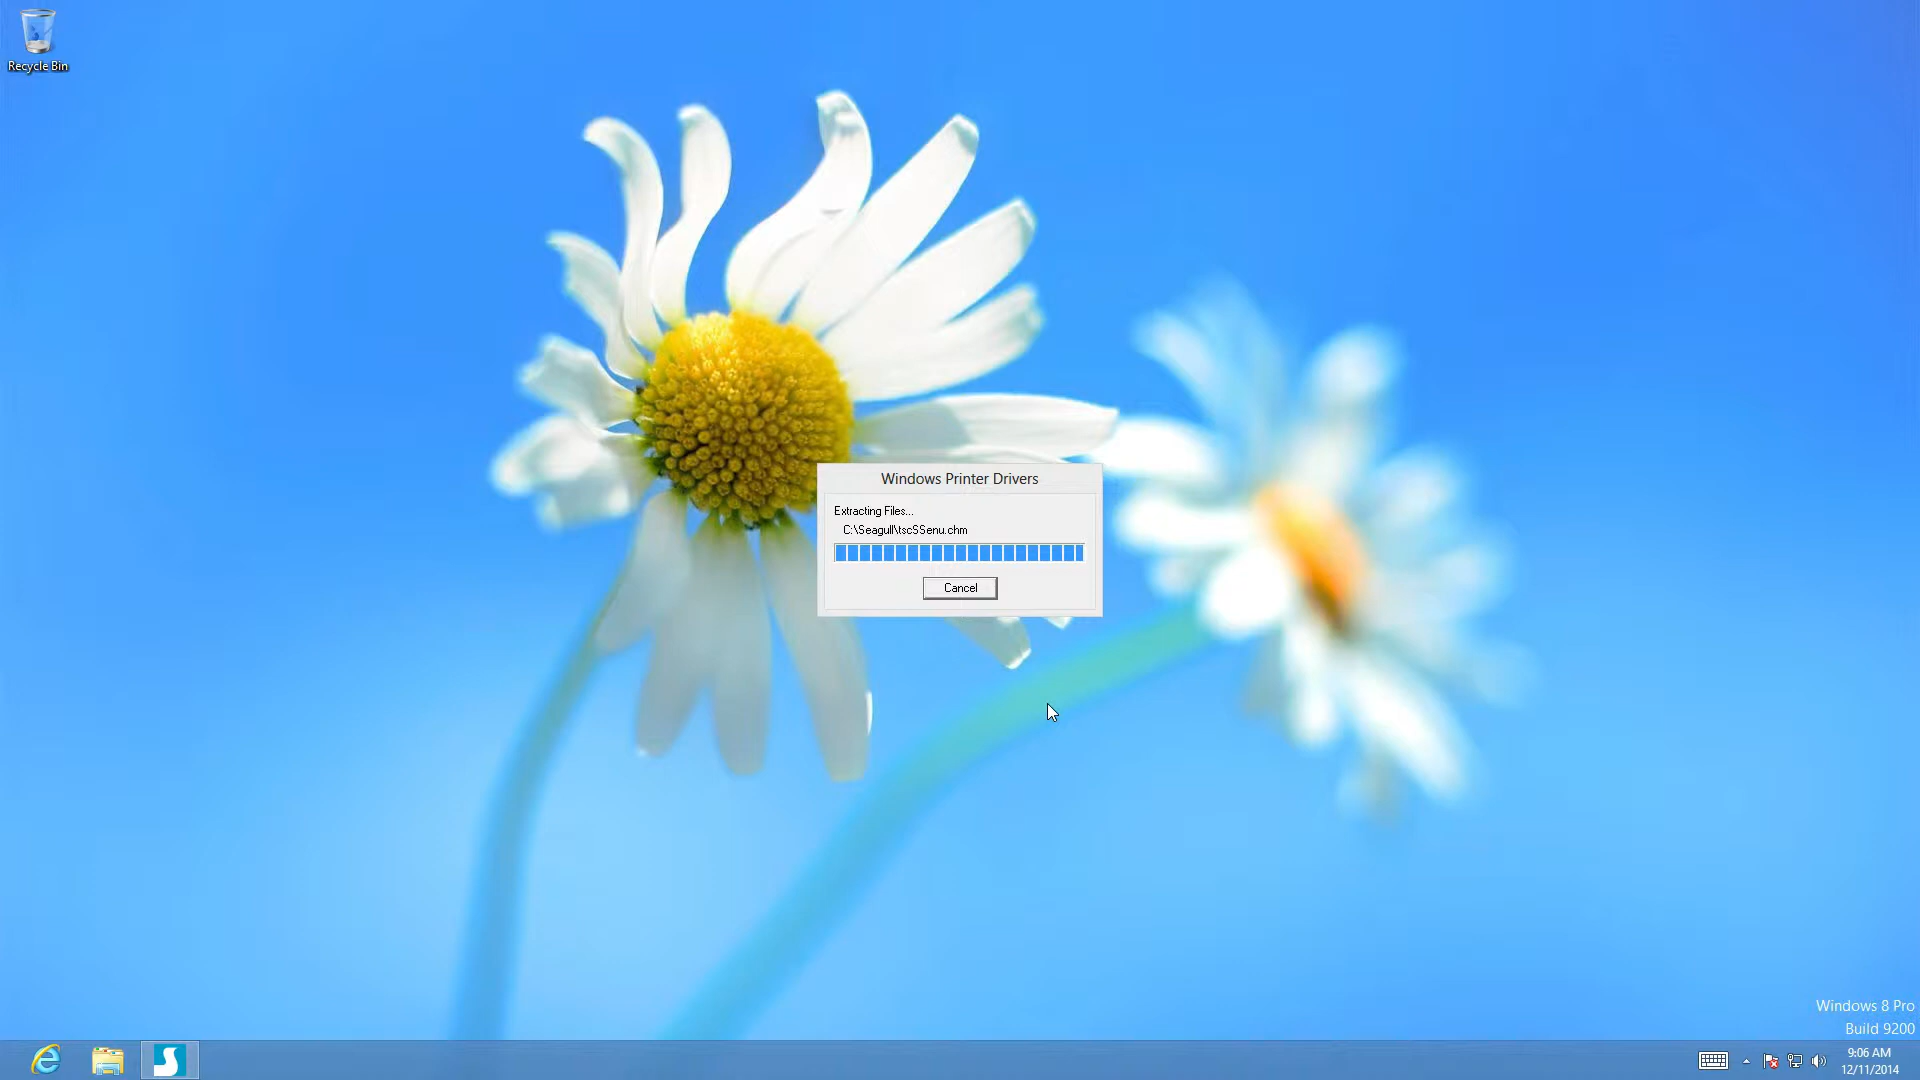 Recycle Bin
Windows Printer Drivers
Extracting Files...
C:\Seagull\tscSSenu.chm
Cancel
Windows 8 Pro
Build 9200
9:06 AM
12/11/2014